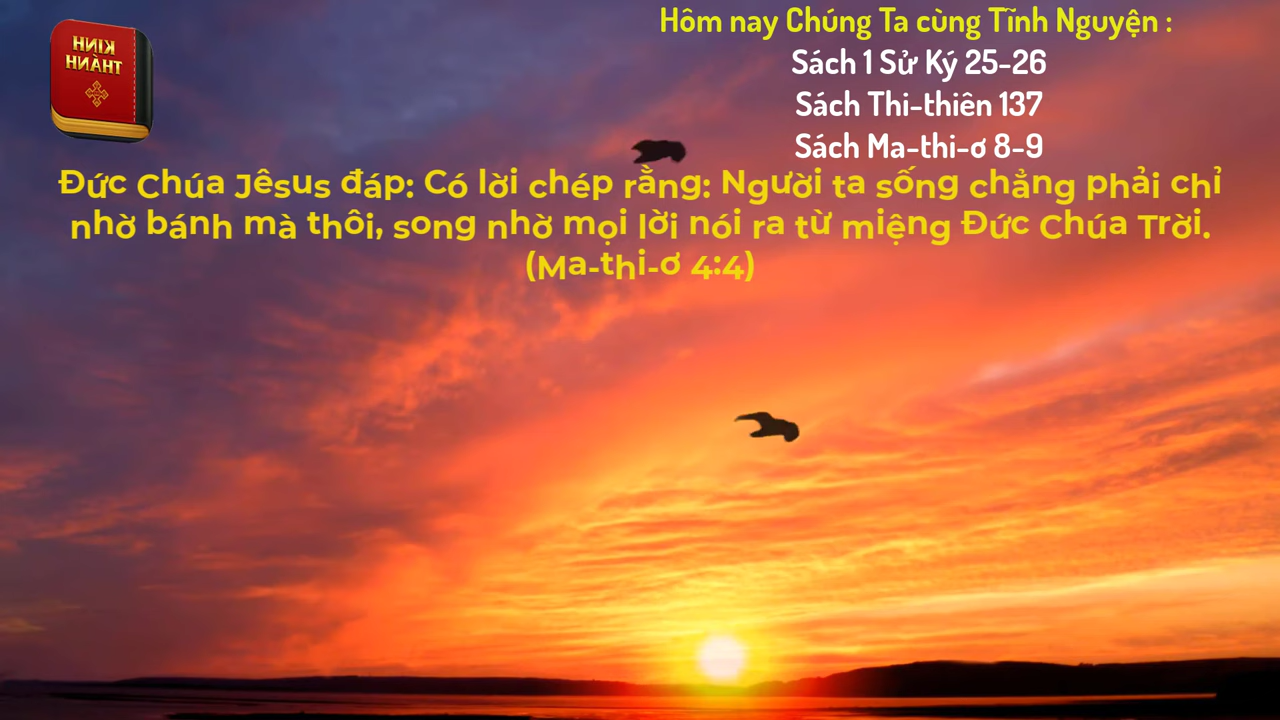 KINH
THÁNH
Hôm nay Chúng Ta cùng Tĩnh Nguyện :
Sách 1 Sử Ký 25-26
Sách Thi-thiên 137
Sách Ma-thi-ơ 8-9
Đức Chúa Jêsus đáp: Có lời chép rằng: Người ta sống chẳng phải chỉ
nhờ bánh mà thôi, song nhờ mọi lời nói ra từ miệng Đức Chúa Trời.
(Ma-thi-ơ 4:4)